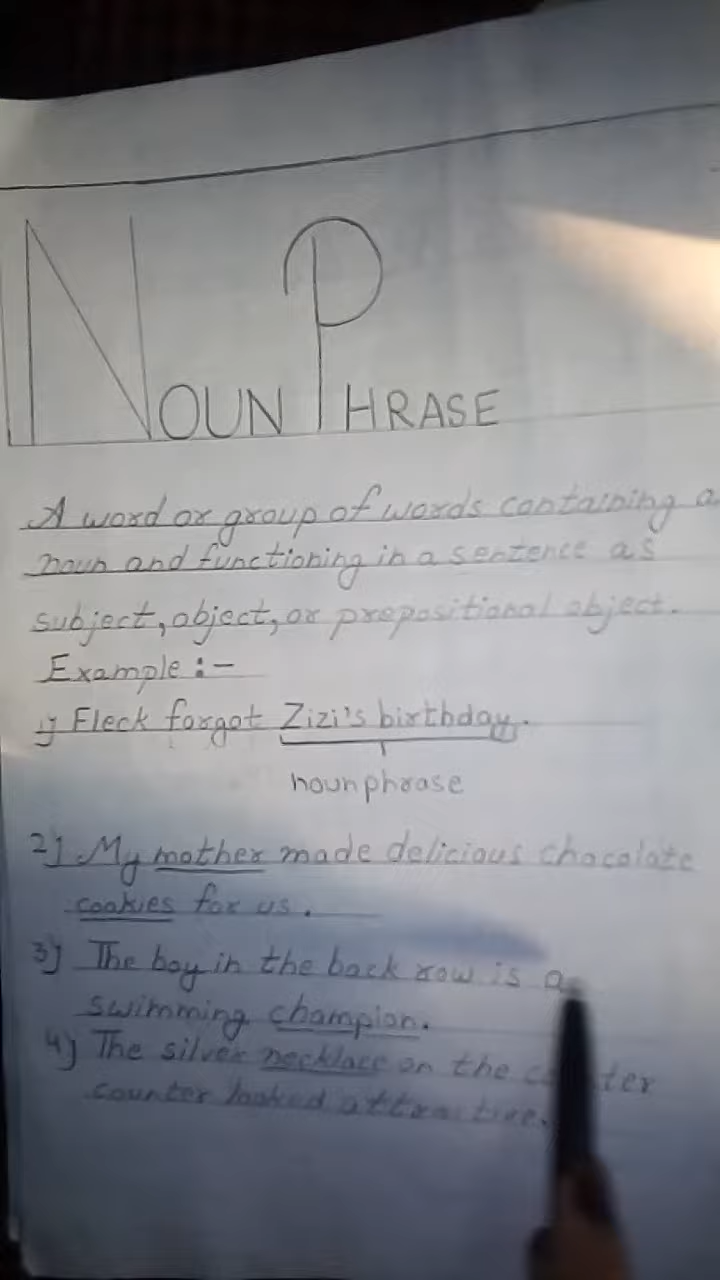 NOUN PHRASE
A word or group of words containing a
noun and functioning in a sentence as
subject, object, or prepositional object.
Example :-
1) Fleck forgot Zizi's birthday.
noun phrase
2) My mother made delicious chocolate
cookies for us.
3) The boy in the back row is a
swimming champion.
4) The silver necklace on the counter
counter looked attractive.